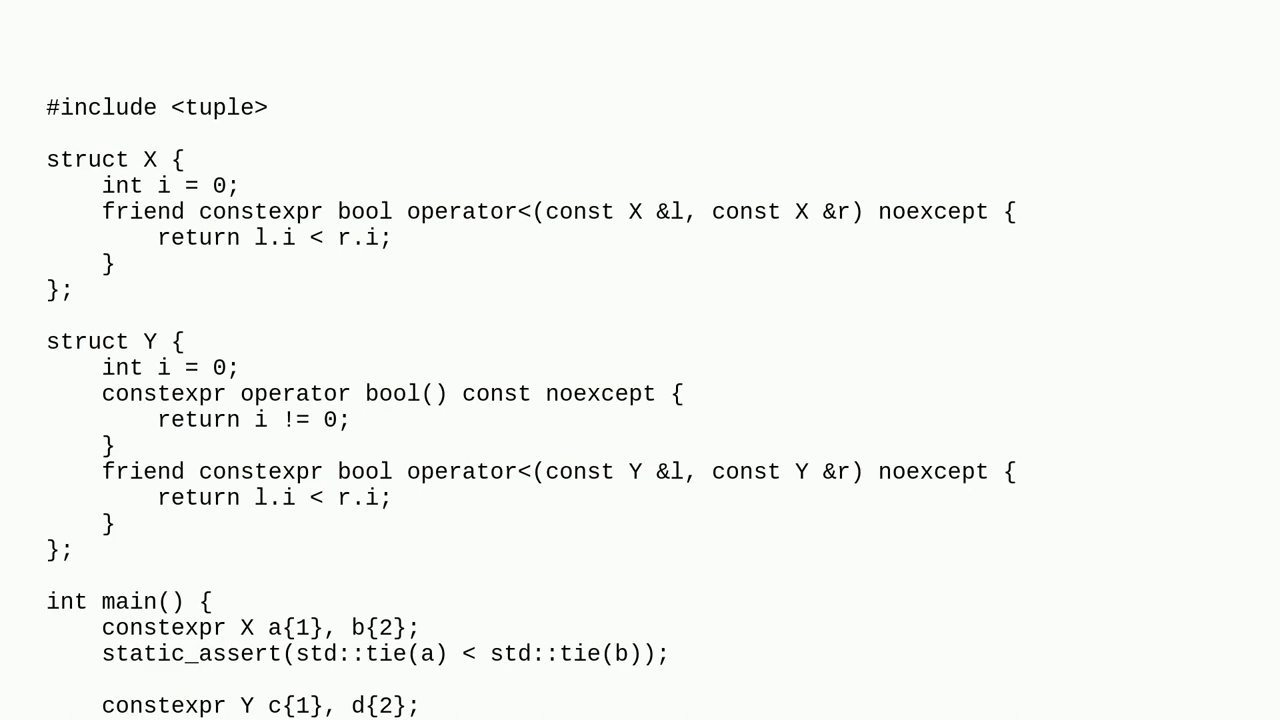 #include <tuple>
struct X {
    int i = 0;
    friend constexpr bool operator<(const X &l, const X &r) noexcept {
        return l.i < r.i;
    }
};
struct Y {
    int i = 0;
    constexpr operator bool() const noexcept {
        return i != 0;
    }
    friend constexpr bool operator<(const Y &l, const Y &r) noexcept {
        return l.i < r.i;
    }
};
int main() {
    constexpr X a{1}, b{2};
    static_assert(std::tie(a) < std::tie(b));
    constexpr Y c{1}, d{2};